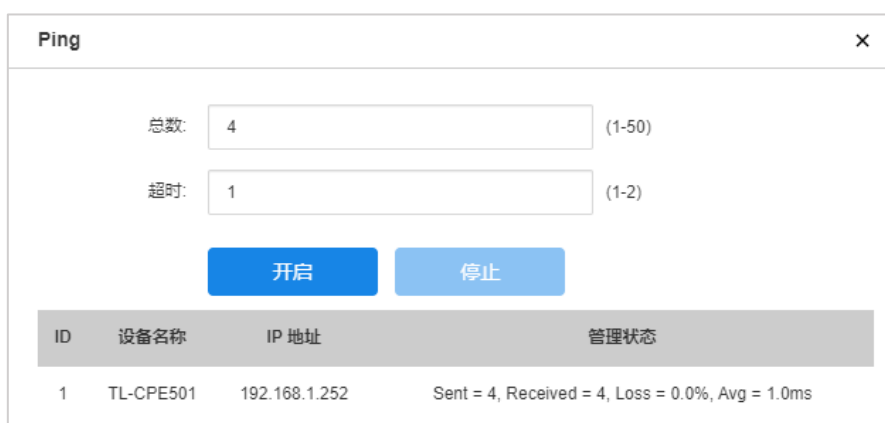 Ping ×
总数: 4 (1-50)
超时: 1 (1-2)
开启 停止
ID 设备名称 IP 地址 管理状态
1 TL-CPE501 192.168.1.252 Sent = 4, Received = 4, Loss = 0.0%, Avg = 1.0ms